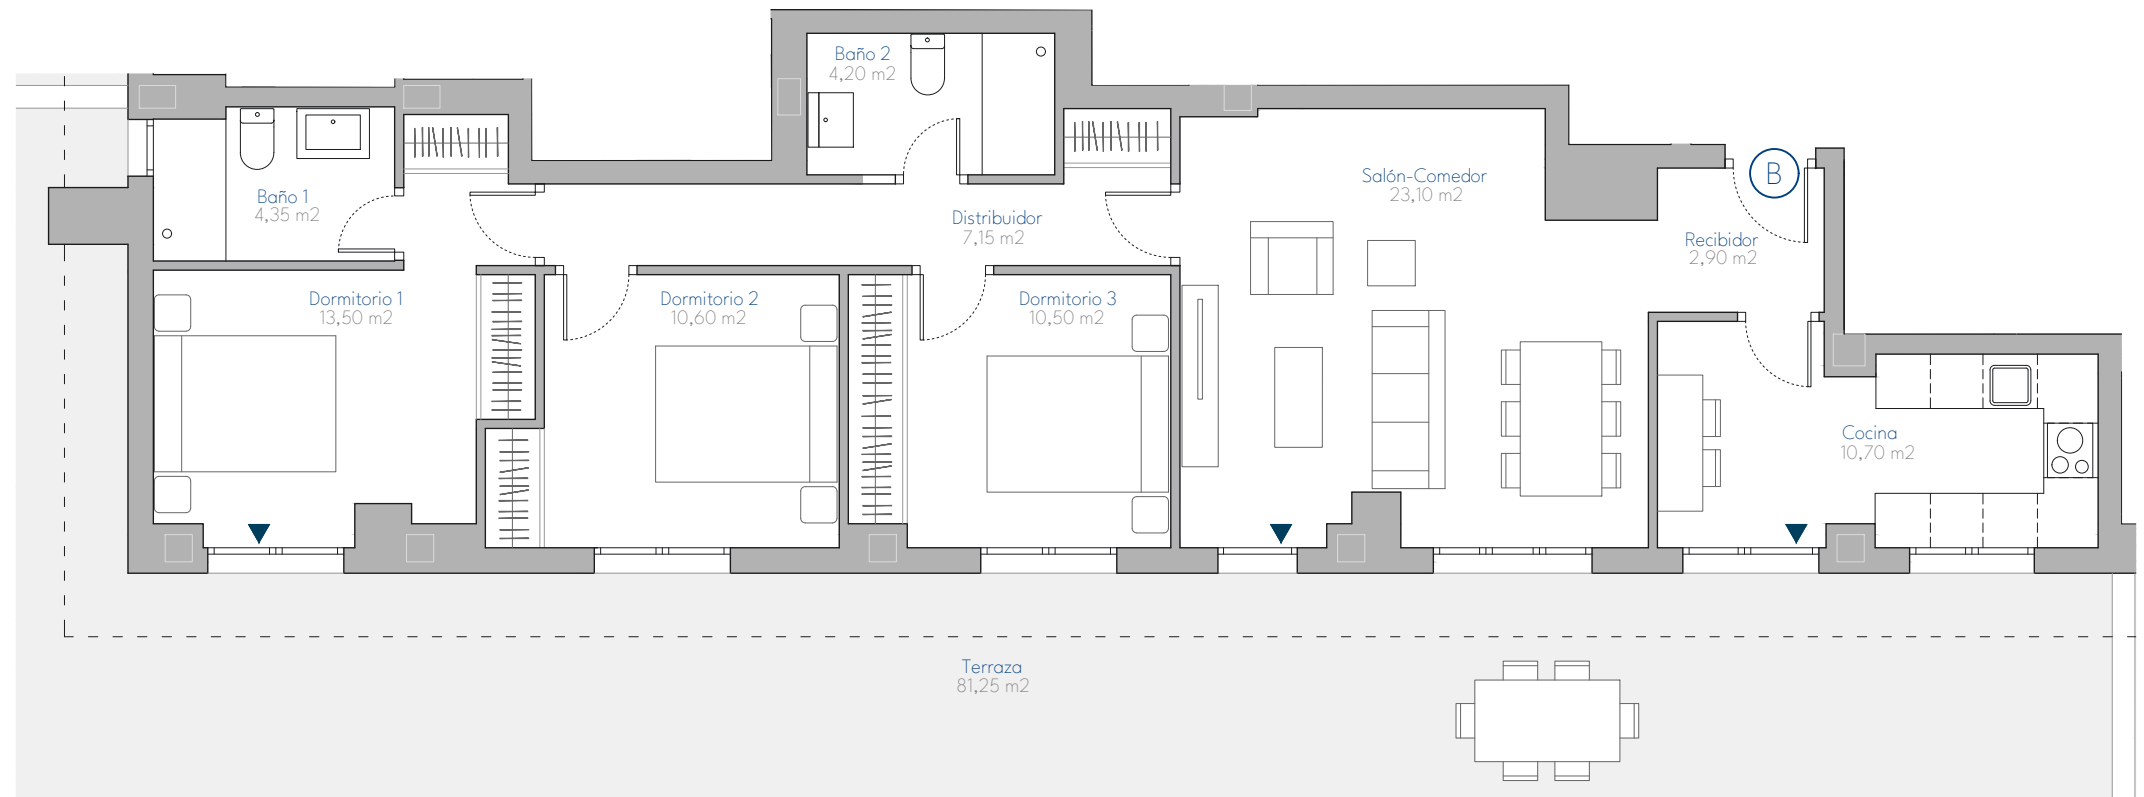 Baño 2
4,20 m2
B
Salón-Comedor
23,10 m2
Baño 1
4,35 m2
Distribuidor
7,15 m2
Recibidor
2,90 m2
Dormitorio 1
13,50 m2
Dormitorio 2
10,60 m2
Dormitorio 3
10,50 m2
Cocina
10,70 m2
Terraza
81,25 m2